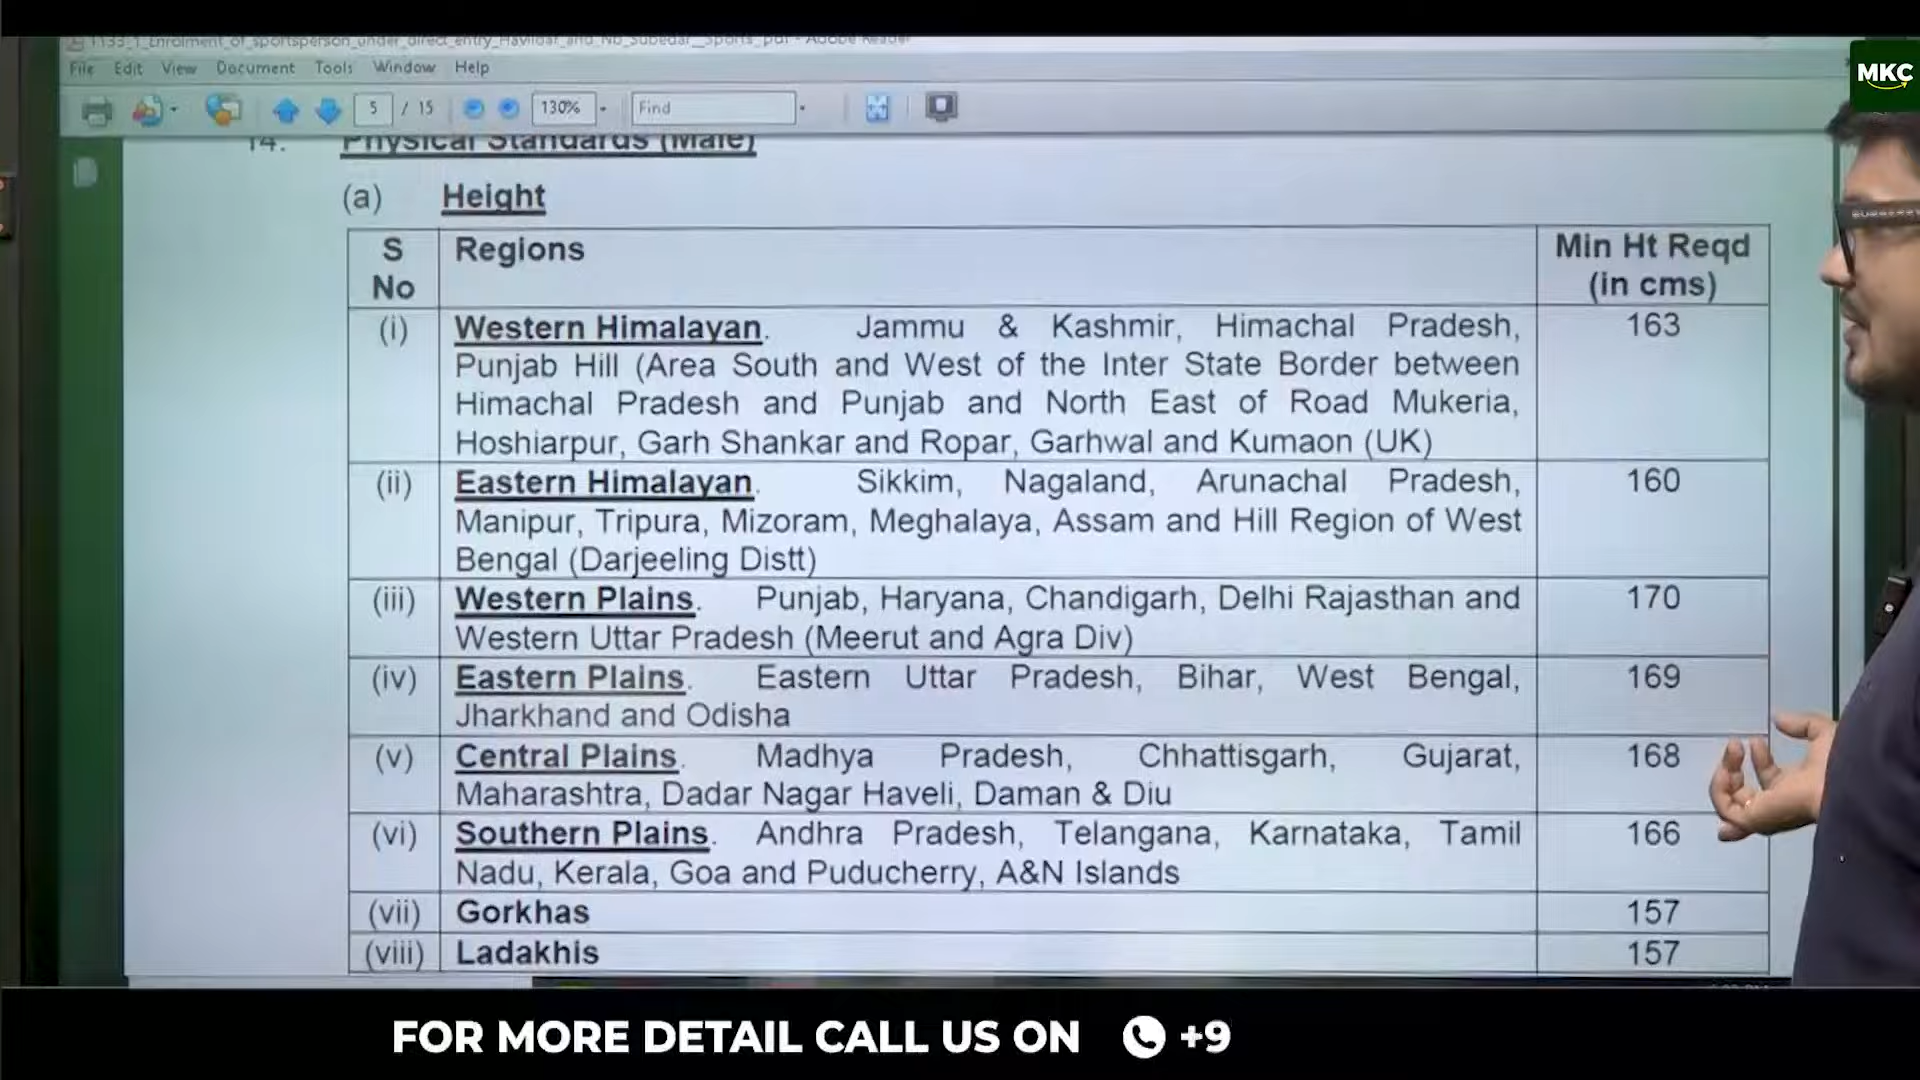 1133_1_Enrolment_of_sportsperson_under_direct_entry_Havildar_and_Nb_Subedar__Sports_pdf - Adobe Reader
MKC
File Edit View Document Tools Window Help
5 / 15 130% Find
14. Physical Standards (Male)
(a) Height
S No Regions Min Ht Reqd (in cms)
(i) Western Himalayan. Jammu & Kashmir, Himachal Pradesh, 163
Punjab Hill (Area South and West of the Inter State Border between
Himachal Pradesh and Punjab and North East of Road Mukeria,
Hoshiarpur, Garh Shankar and Ropar, Garhwal and Kumaon (UK)
(ii) Eastern Himalayan. Sikkim, Nagaland, Arunachal Pradesh, 160
Manipur, Tripura, Mizoram, Meghalaya, Assam and Hill Region of West
Bengal (Darjeeling Distt)
(iii) Western Plains. Punjab, Haryana, Chandigarh, Delhi Rajasthan and 170
Western Uttar Pradesh (Meerut and Agra Div)
(iv) Eastern Plains. Eastern Uttar Pradesh, Bihar, West Bengal, 169
Jharkhand and Odisha
(v) Central Plains. Madhya Pradesh, Chhattisgarh, Gujarat, 168
Maharashtra, Dadar Nagar Haveli, Daman & Diu
(vi) Southern Plains. Andhra Pradesh, Telangana, Karnataka, Tamil 166
Nadu, Kerala, Goa and Puducherry, A&N Islands
(vii) Gorkhas 157
(viii) Ladakhis 157
FOR MORE DETAIL CALL US ON +9